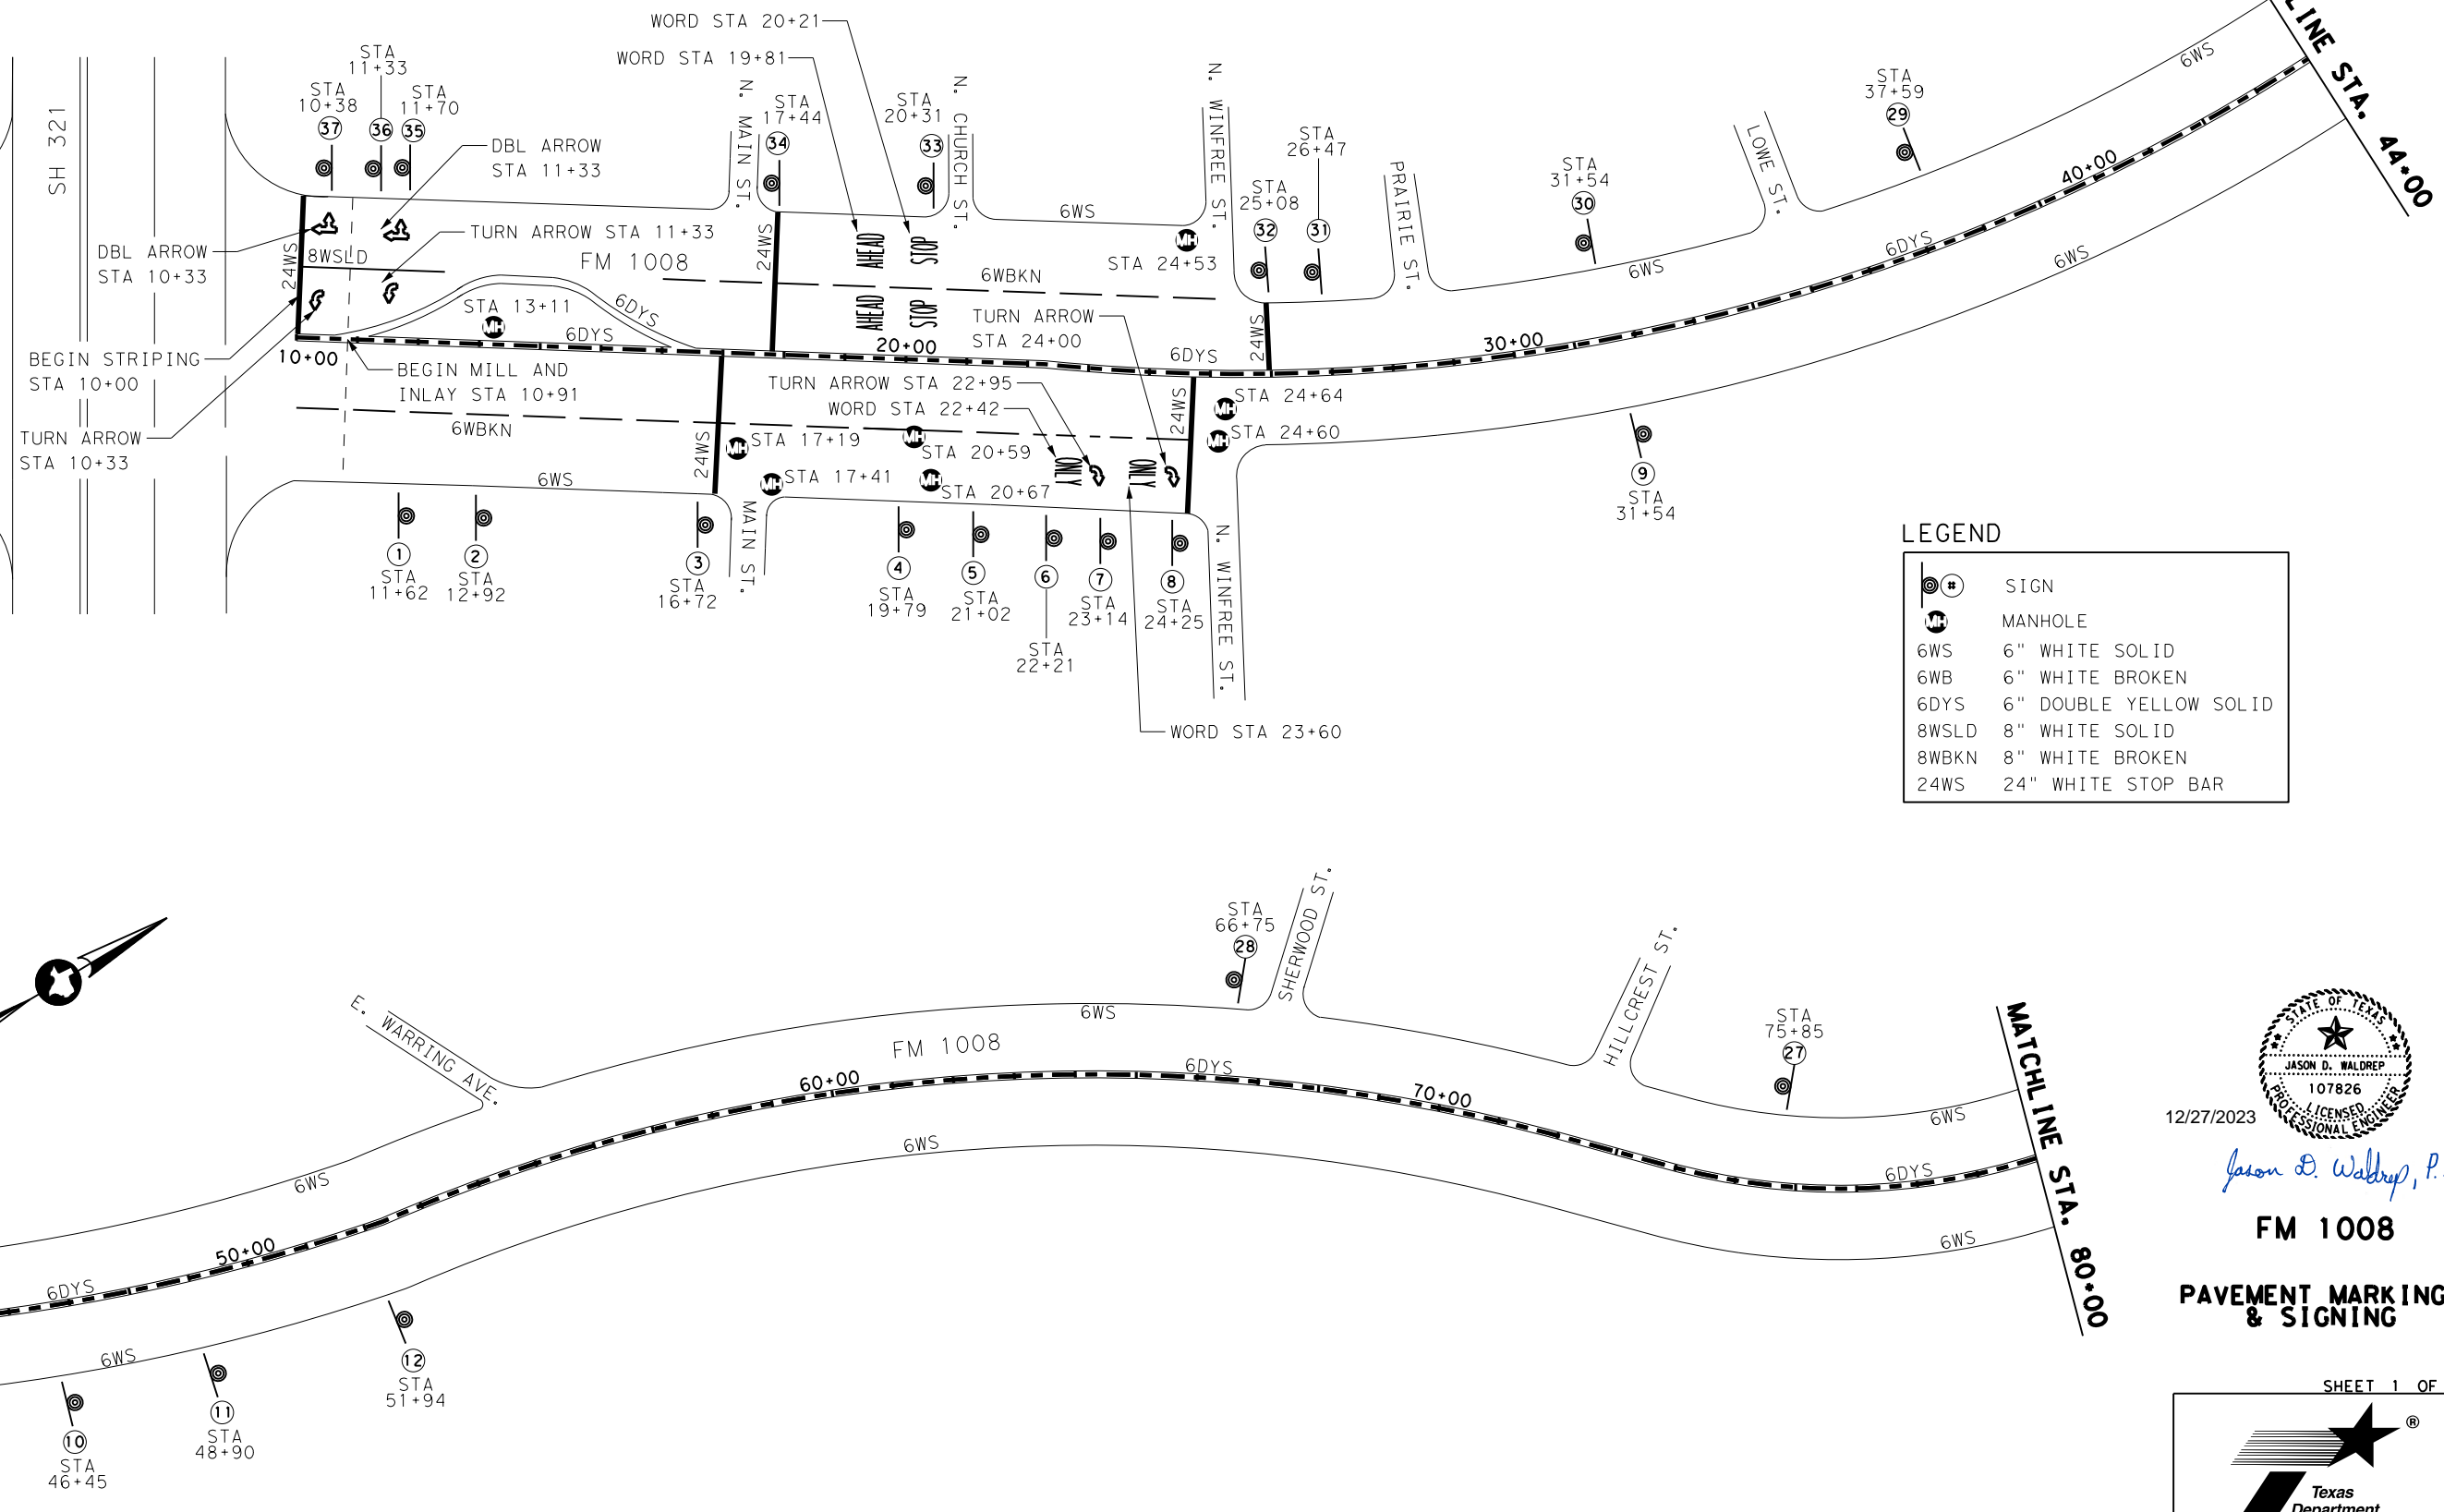 WORD STA 20+21
WORD STA 19+81
SH 321
STA
10+38
37
STA
11+33
36
STA
11+70
35
DBL ARROW
STA 11+33
TURN ARROW STA 11+33
DBL ARROW
STA 10+33
24WS
8WSLD
FM 1008
BEGIN STRIPING
STA 10+00
TURN ARROW
STA 10+33
10+00
STA 13+11
MH
6DYS
6DYS
BEGIN MILL AND
INLAY STA 10+91
6WBKN
6WS
N. MAIN ST.
STA
17+44
34
24WS
AHEAD
STOP
AHEAD
STOP
STA
20+31
33
N. CHURCH ST.
6WS
N. WINFREE ST.
MH
STA 24+53
6WBKN
TURN ARROW
STA 24+00
20+00
6DYS
TURN ARROW STA 22+95
WORD STA 22+42
24WS
MH
STA 17+19
MH
STA 17+41
MH
STA 20+59
MH
STA 20+67
ONLY
ONLY
24WS
MH
STA 24+64
MH
STA 24+60
STA
25+08
32
24WS
STA
26+47
31
PRAIRIE ST.
STA
31+54
30
6WS
30+00
LOWE ST.
STA
37+59
29
6DYS
40+00
6WS
6WS
LINE STA. 44+00
1
STA
11+62
2
STA
12+92
3
STA
16+72
MAIN ST.
4
STA
19+79
5
STA
21+02
6
STA
22+21
7
STA
23+14
8
STA
24+25
N. WINFREE ST.
WORD STA 23+60
9
STA
31+54
LEGEND
# SIGN
MH MANHOLE
6WS 6" WHITE SOLID
6WB 6" WHITE BROKEN
6DYS 6" DOUBLE YELLOW SOLID
8WSLD 8" WHITE SOLID
8WBKN 8" WHITE BROKEN
24WS 24" WHITE STOP BAR
E. WARRING AVE.
6WS
50+00
6DYS
6WS
10
STA
46+45
11
STA
48+90
12
STA
51+94
60+00
FM 1008
6WS
6WS
STA
66+75
28
SHERWOOD ST.
6DYS
70+00
HILLCREST ST.
STA
75+85
27
6WS
6DYS
6WS
MATCHLINE STA. 80+00
STATE OF TEXAS
JASON D. WALDREP
107826
LICENSED
PROFESSIONAL ENGINEER
12/27/2023
Jason D. Waldrep, P.
FM 1008
PAVEMENT MARKING
& SIGNING
SHEET 1 OF
®
Texas
Department